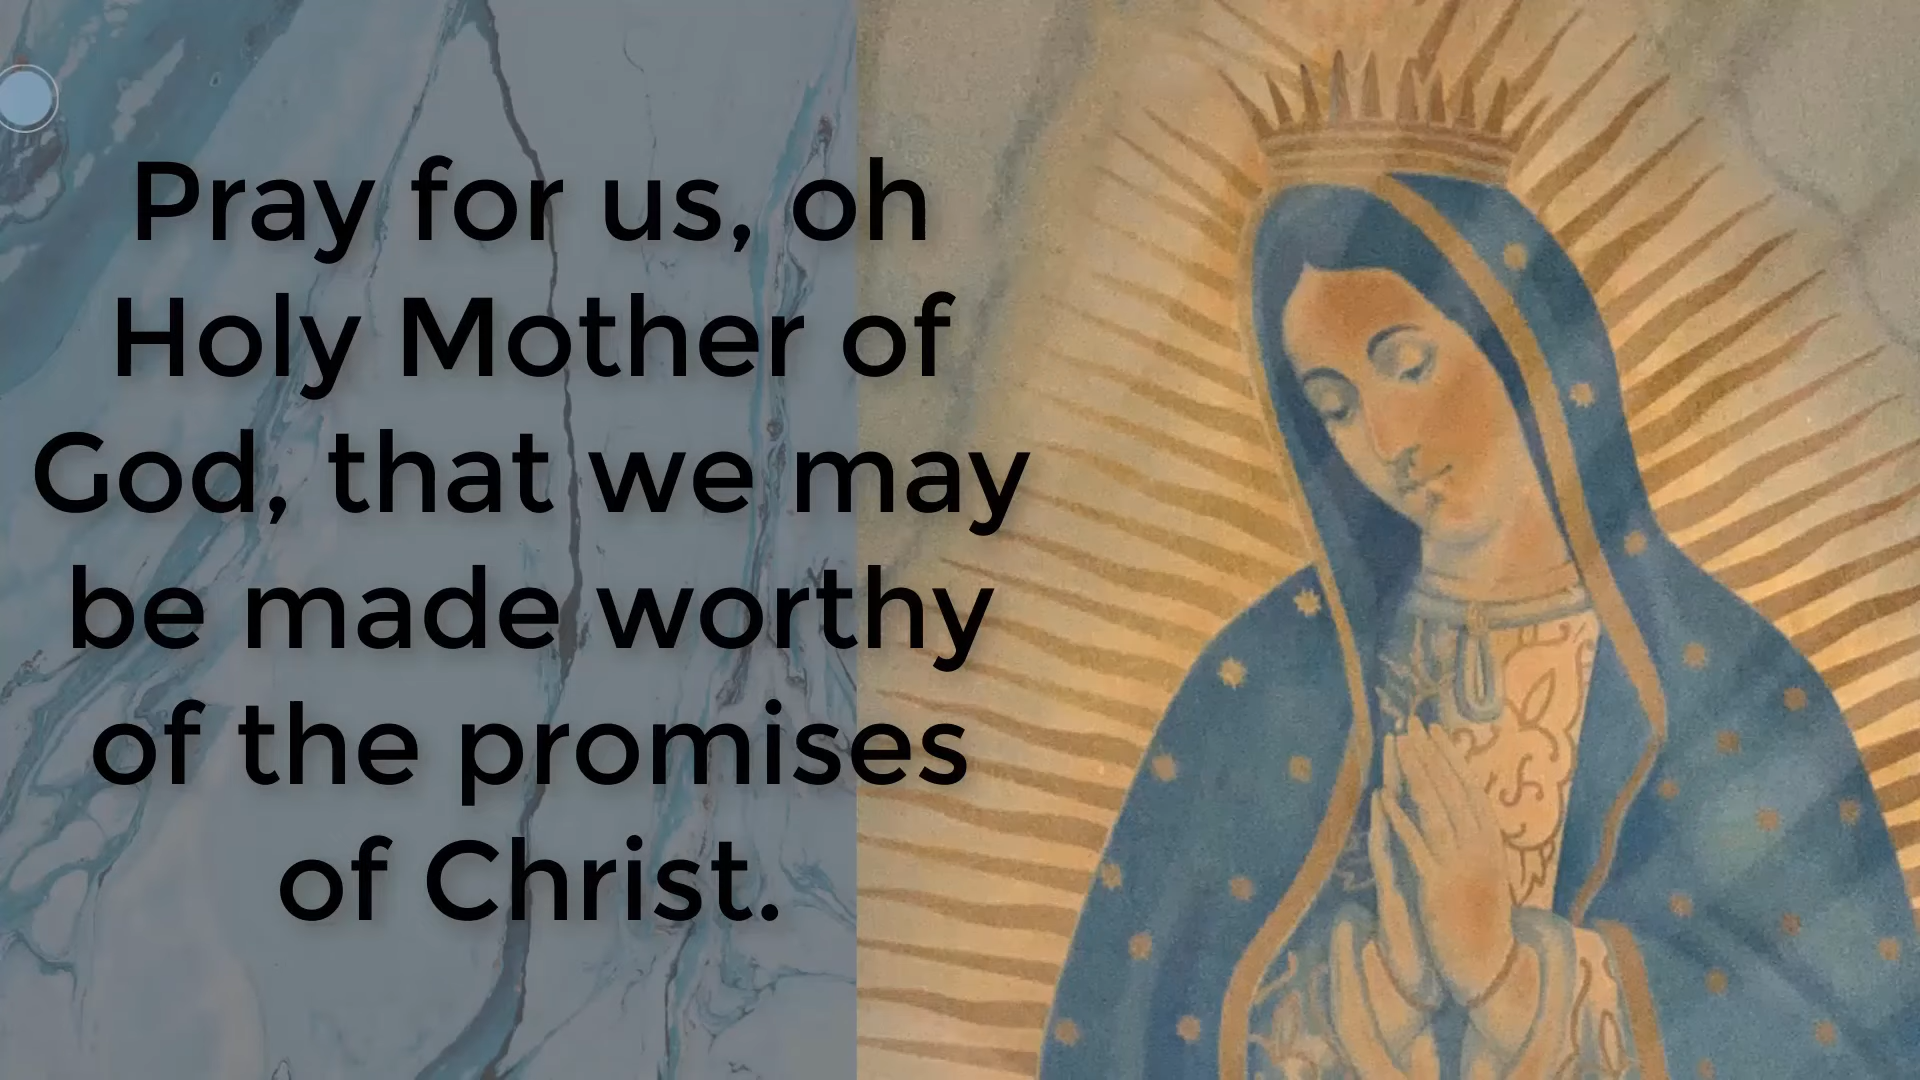 Pray for us, oh
Holy Mother of
God, that we may
be made worthy
of the promises
of Christ.